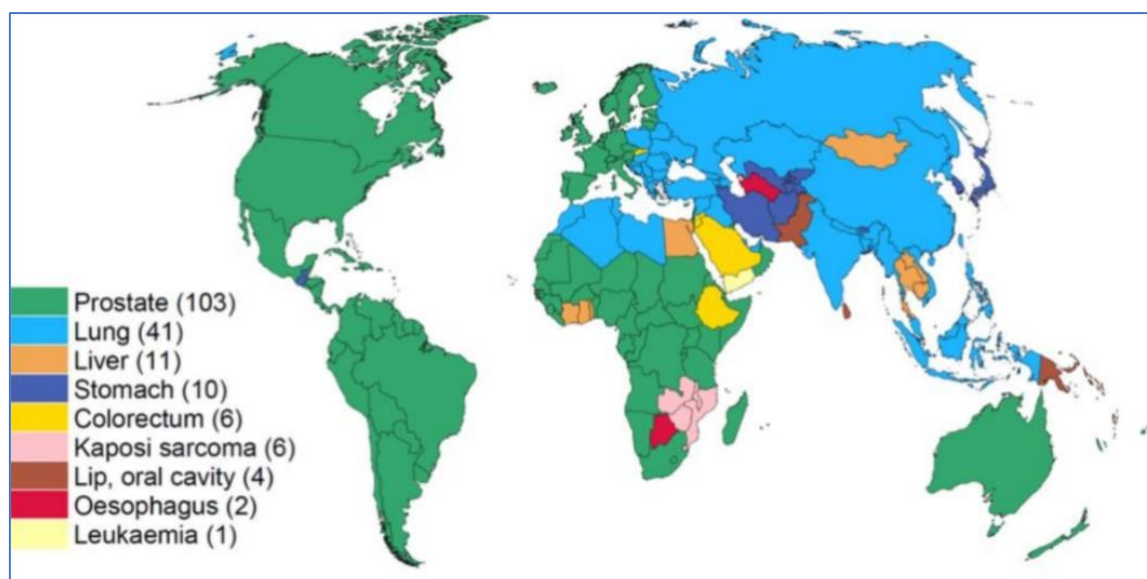 Prostate (103)
Lung (41)
Liver (11)
Stomach (10)
Colorectum (6)
Kaposi sarcoma (6)
Lip, oral cavity (4)
Oesophagus (2)
Leukaemia (1)